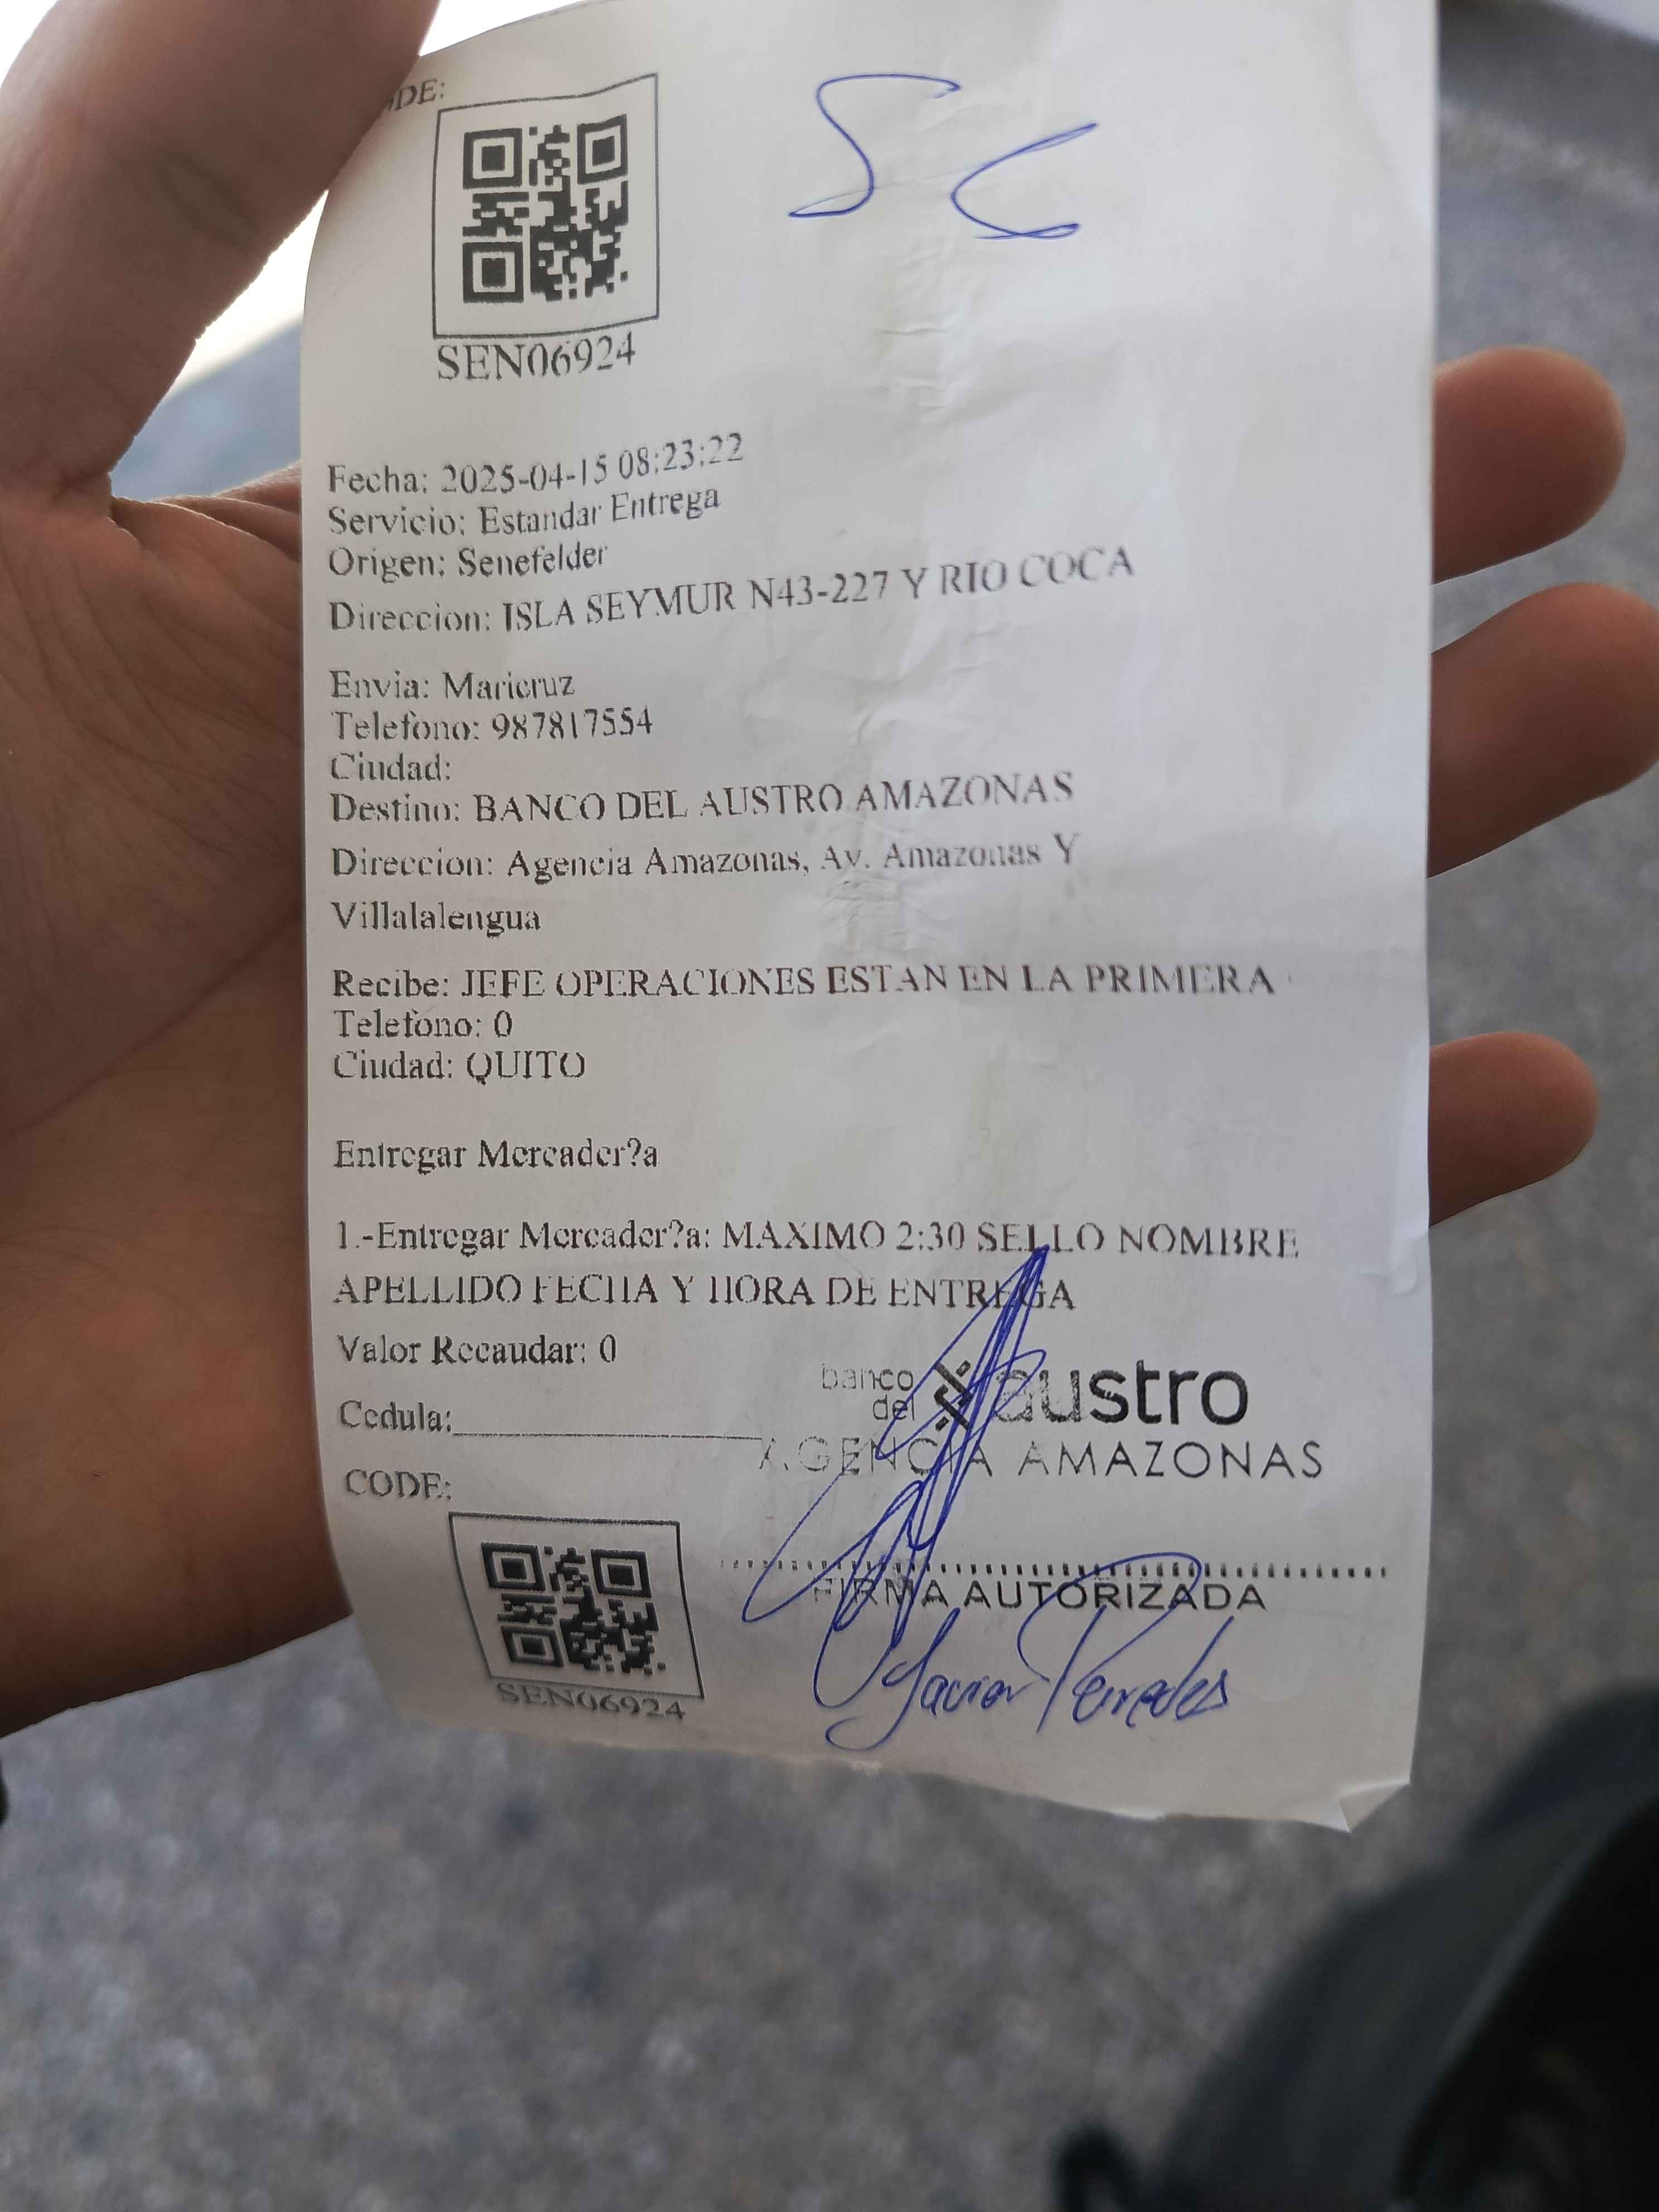 DE:
SC
SEN06924
Fecha: 2025-04-15 08:23:22
Servicio: Estandar Entrega
Origen: Senefelder
Direccion: ISLA SEYMUR N43-227 Y RIO COCA
Envia: Maricruz
Telefono: 987817554
Ciudad:
Destino: BANCO DEL AUSTRO AMAZONAS
Direccion: Agencia Amazonas, Av. Amazonas Y
Villalalengua
Recibe: JEFE OPERACIONES ESTAN EN LA PRIMERA
Telefono: 0
Ciudad: QUITO
Entregar Mercader?a
1.-Entregar Mercader?a: MAXIMO 2:30 SELLO NOMBRE
APELLIDO FECHA Y HORA DE ENTREGA
Valor Recaudar: 0
banco del austro
Cedula:
AGENCIA AMAZONAS
CODE:
FIRMA AUTORIZADA
Javier Paredes
SEN06924